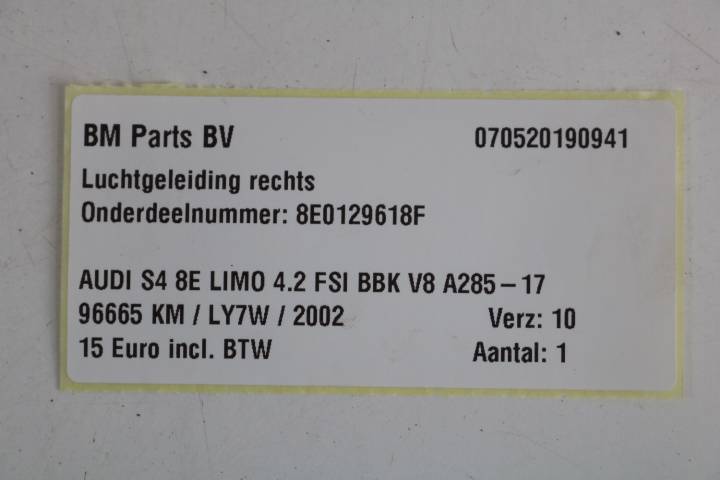 BM Parts BV 070520190941
Luchtgeleiding rechts
Onderdeelnummer: 8E0129618F
AUDI S4 8E LIMO 4.2 FSI BBK V8 A285-17
96665 KM / LY7W / 2002 Verz: 10
15 Euro incl. BTW Aantal: 1